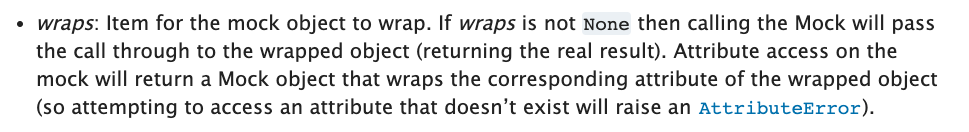 • wraps: Item for the mock object to wrap. If wraps is not None then calling the Mock will pass
the call through to the wrapped object (returning the real result). Attribute access on the
mock will return a Mock object that wraps the corresponding attribute of the wrapped object
(so attempting to access an attribute that doesn’t exist will raise an AttributeError).